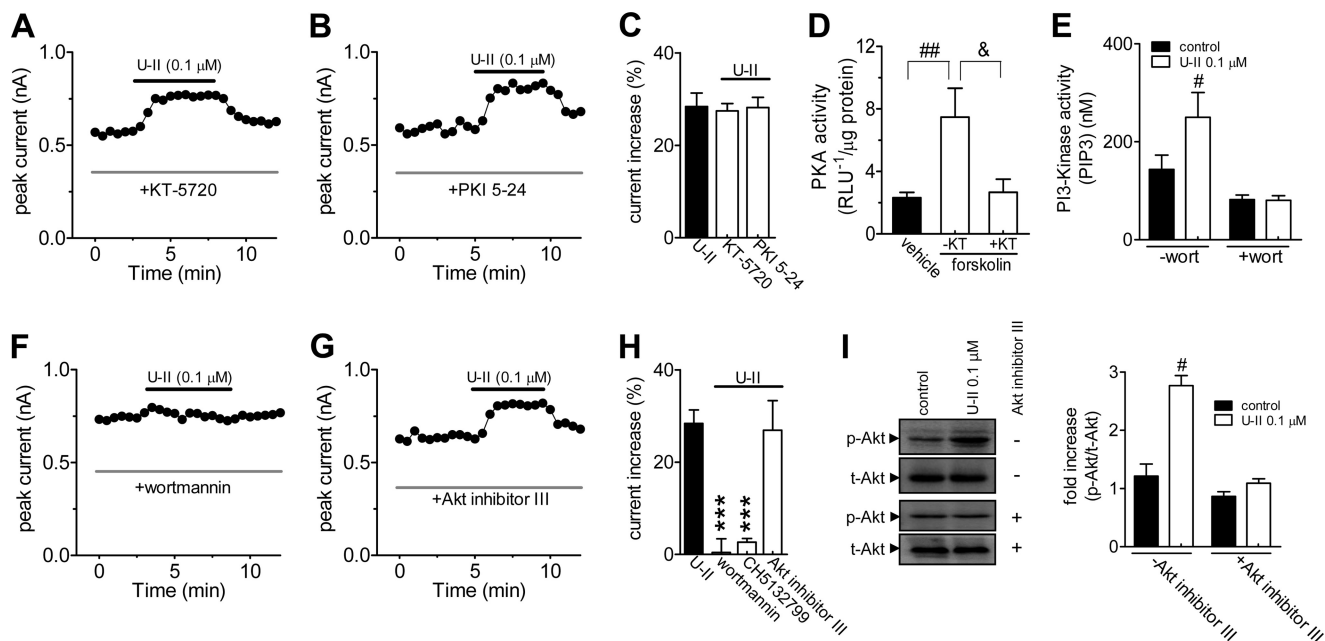 A
1.0
0.5
0.0
peak current (nA)
U-II (0.1 μM)
+KT-5720
0 5 10
Time (min)
B
1.0
0.5
0.0
peak current (nA)
U-II (0.1 μM)
+PKI 5-24
0 5 10
Time (min)
C
40
20
0
current increase (%)
U-II
U-II
KT-5720
PKI 5-24
D
12
8
4
0
PKA activity
(RLU⁻¹/μg protein)
## &
vehicle
-KT +KT
forskolin
E
400
200
0
PI3-Kinase activity
(PIP3) (nM)
control
U-II 0.1 μM
#
-wort +wort
F
1.0
0.5
0.0
peak current (nA)
U-II (0.1 μM)
+wortmannin
0 5 10
Time (min)
G
1.0
0.5
0.0
peak current (nA)
U-II (0.1 μM)
+Akt inhibitor III
0 5 10
Time (min)
H
40
20
0
current increase (%)
U-II
*** ***
U-II
wortmannin
CH5132799
Akt inhibitor III
I
control
U-II 0.1 μM
Akt inhibitor III
p-Akt -
t-Akt -
p-Akt +
t-Akt +
3
2
1
0
fold increase
(p-Akt/t-Akt)
#
control
U-II 0.1 μM
-Akt inhibitor III
+Akt inhibitor III